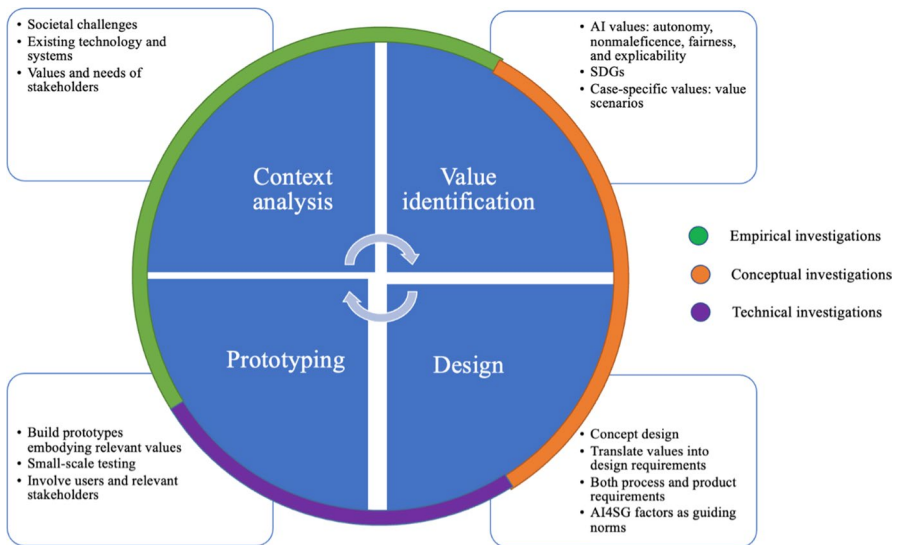 • Societal challenges
• Existing technology and
systems
• Values and needs of
stakeholders
• AI values: autonomy,
nonmaleficence, fairness,
and explicability
• SDGs
• Case-specific values: value
scenarios
Context
analysis
Value
identification
Prototyping
Design
Empirical investigations
Conceptual investigations
Technical investigations
• Build prototypes
embodying relevant values
• Small-scale testing
• Involve users and relevant
stakeholders
• Concept design
• Translate values into
design requirements
• Both process and product
requirements
• AI4SG factors as guiding
norms